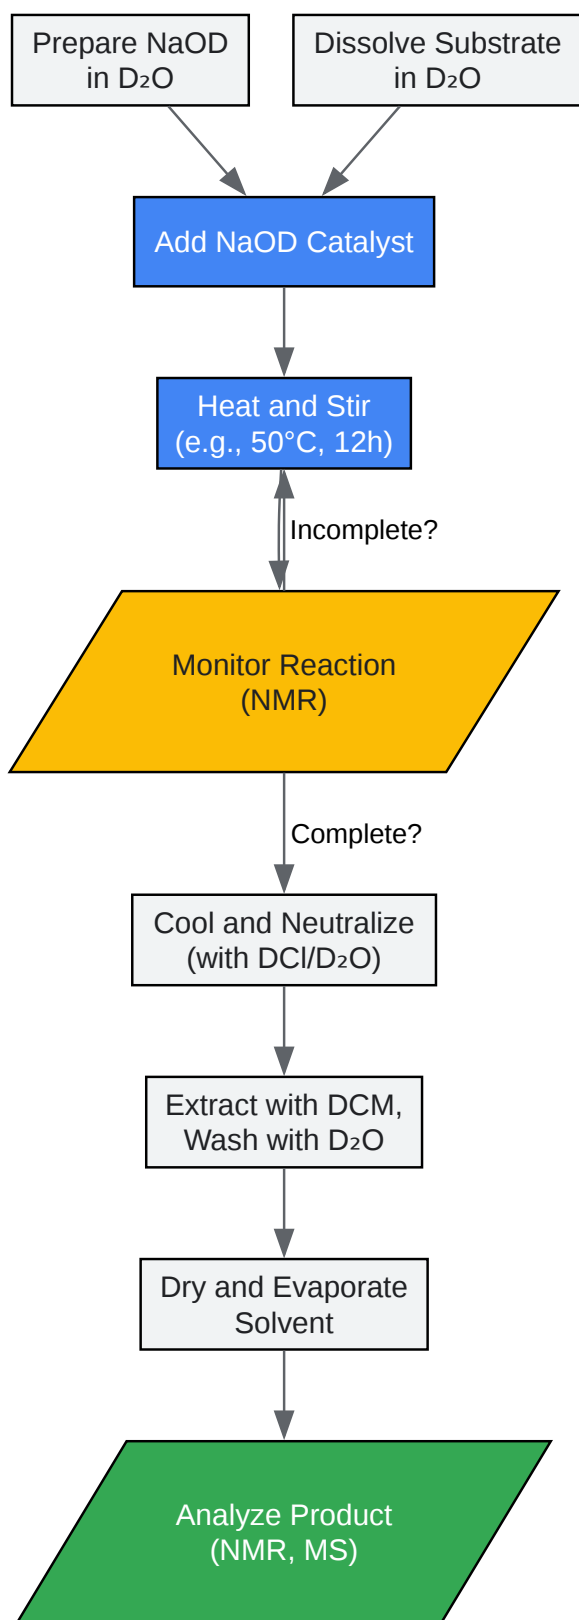 Prepare NaOD
in D₂O
Dissolve Substrate
in D₂O
Add NaOD Catalyst
Heat and Stir
(e.g., 50°C, 12h)
Incomplete?
Monitor Reaction
(NMR)
Complete?
Cool and Neutralize
(with DCl/D₂O)
Extract with DCM,
Wash with D₂O
Dry and Evaporate
Solvent
Analyze Product
(NMR, MS)